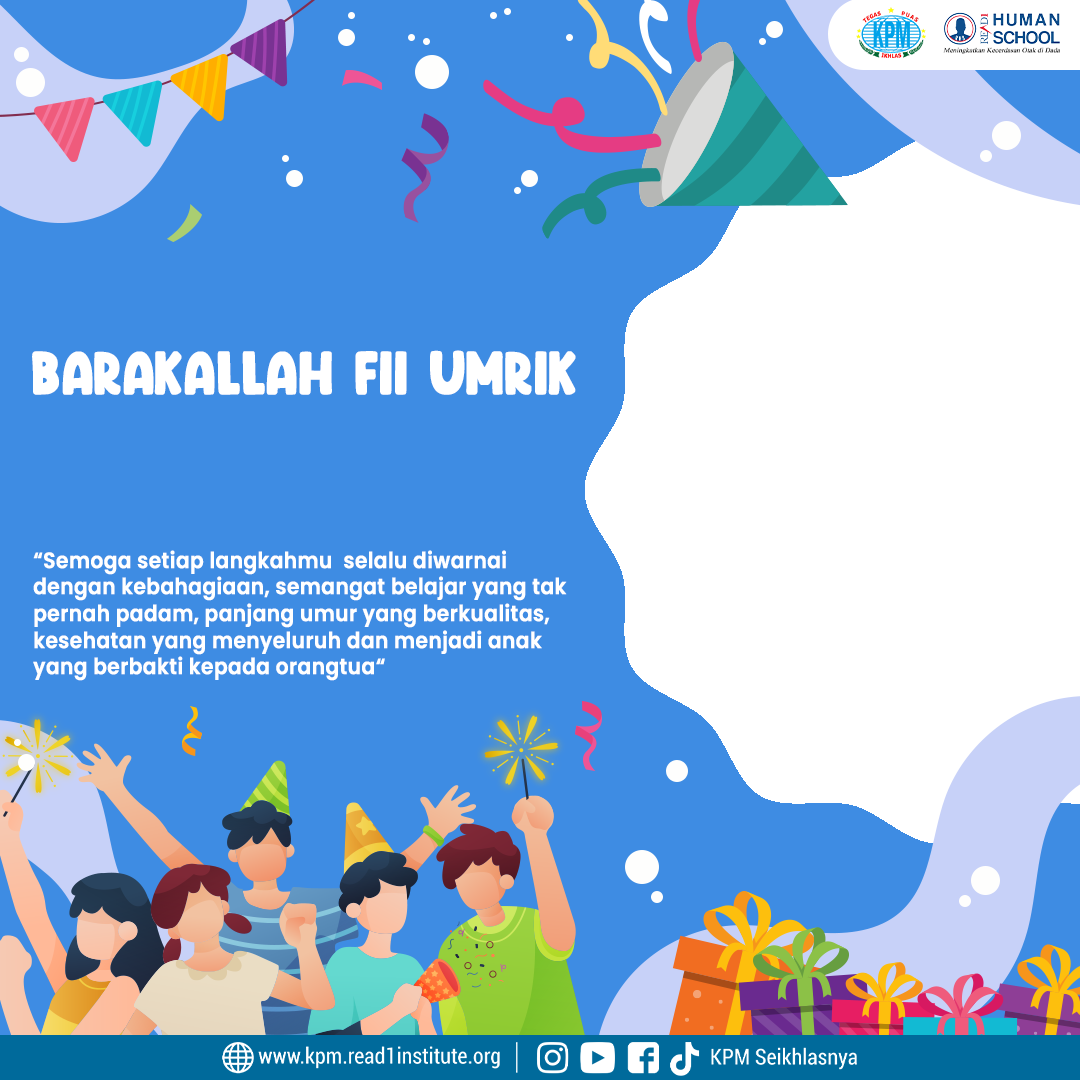 TEGAS PUAS
KPM
IKHLAS
READ1
HUMAN
SCHOOL
Meningkatkan Kecerdasan Otak di Dada
BARAKALLAH FII UMRIK
“Semoga setiap langkahmu  selalu diwarnai
dengan kebahagiaan, semangat belajar yang tak
pernah padam, panjang umur yang berkualitas,
kesehatan yang menyeluruh dan menjadi anak
yang berbakti kepada orangtua“
www.kpm.read1institute.org
KPM Seikhlasnya